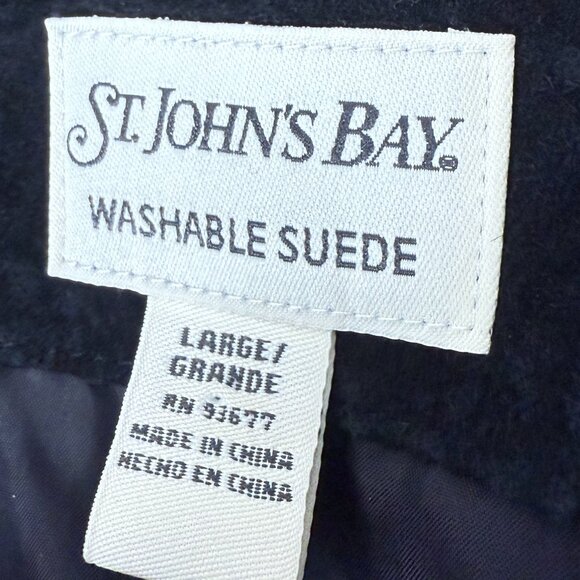 ST. JOHN'S BAY®
WASHABLE SUEDE
LARGE/
GRANDE
RN 93677
MADE IN CHINA
HECHO EN CHINA